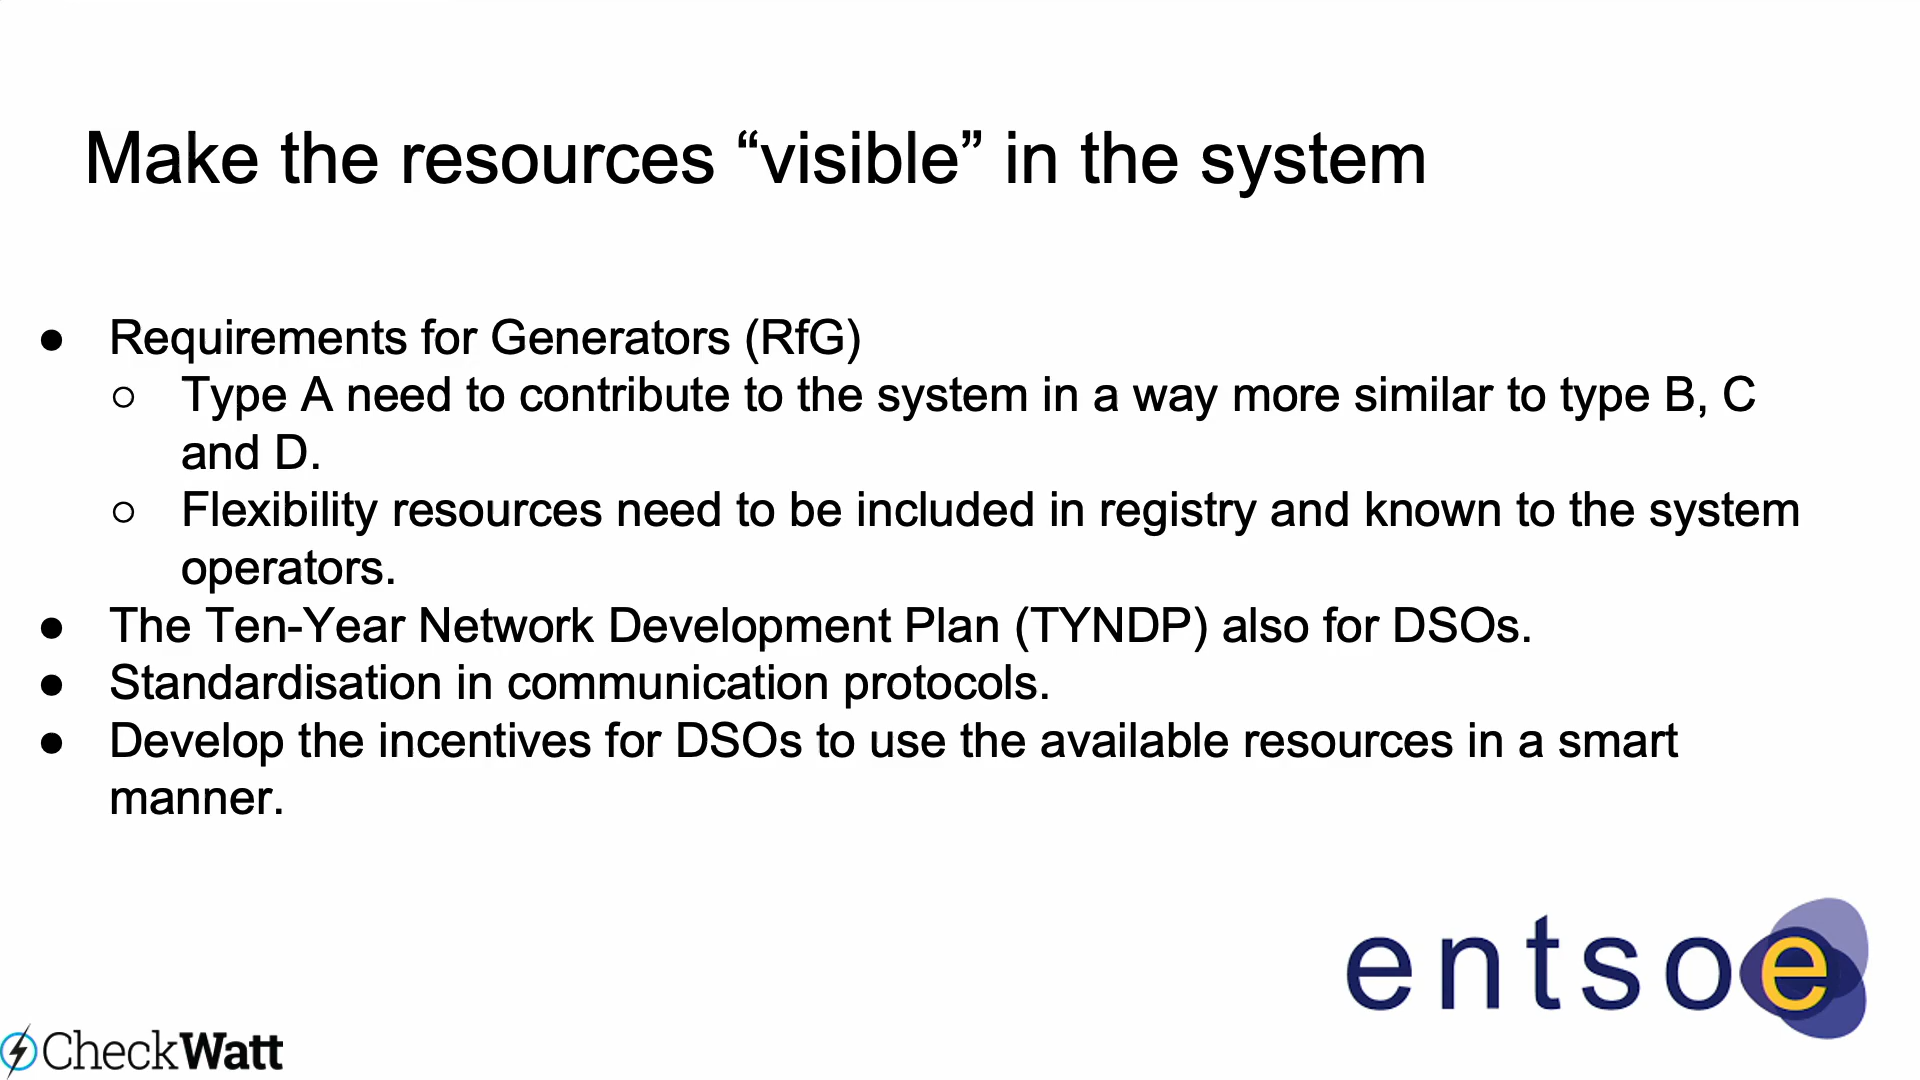 Make the resources “visible” in the system
● Requirements for Generators (RfG)
○ Type A need to contribute to the system in a way more similar to type B, C
and D.
○ Flexibility resources need to be included in registry and known to the system
operators.
● The Ten-Year Network Development Plan (TYNDP) also for DSOs.
● Standardisation in communication protocols.
● Develop the incentives for DSOs to use the available resources in a smart
manner.
entsoe
CheckWatt